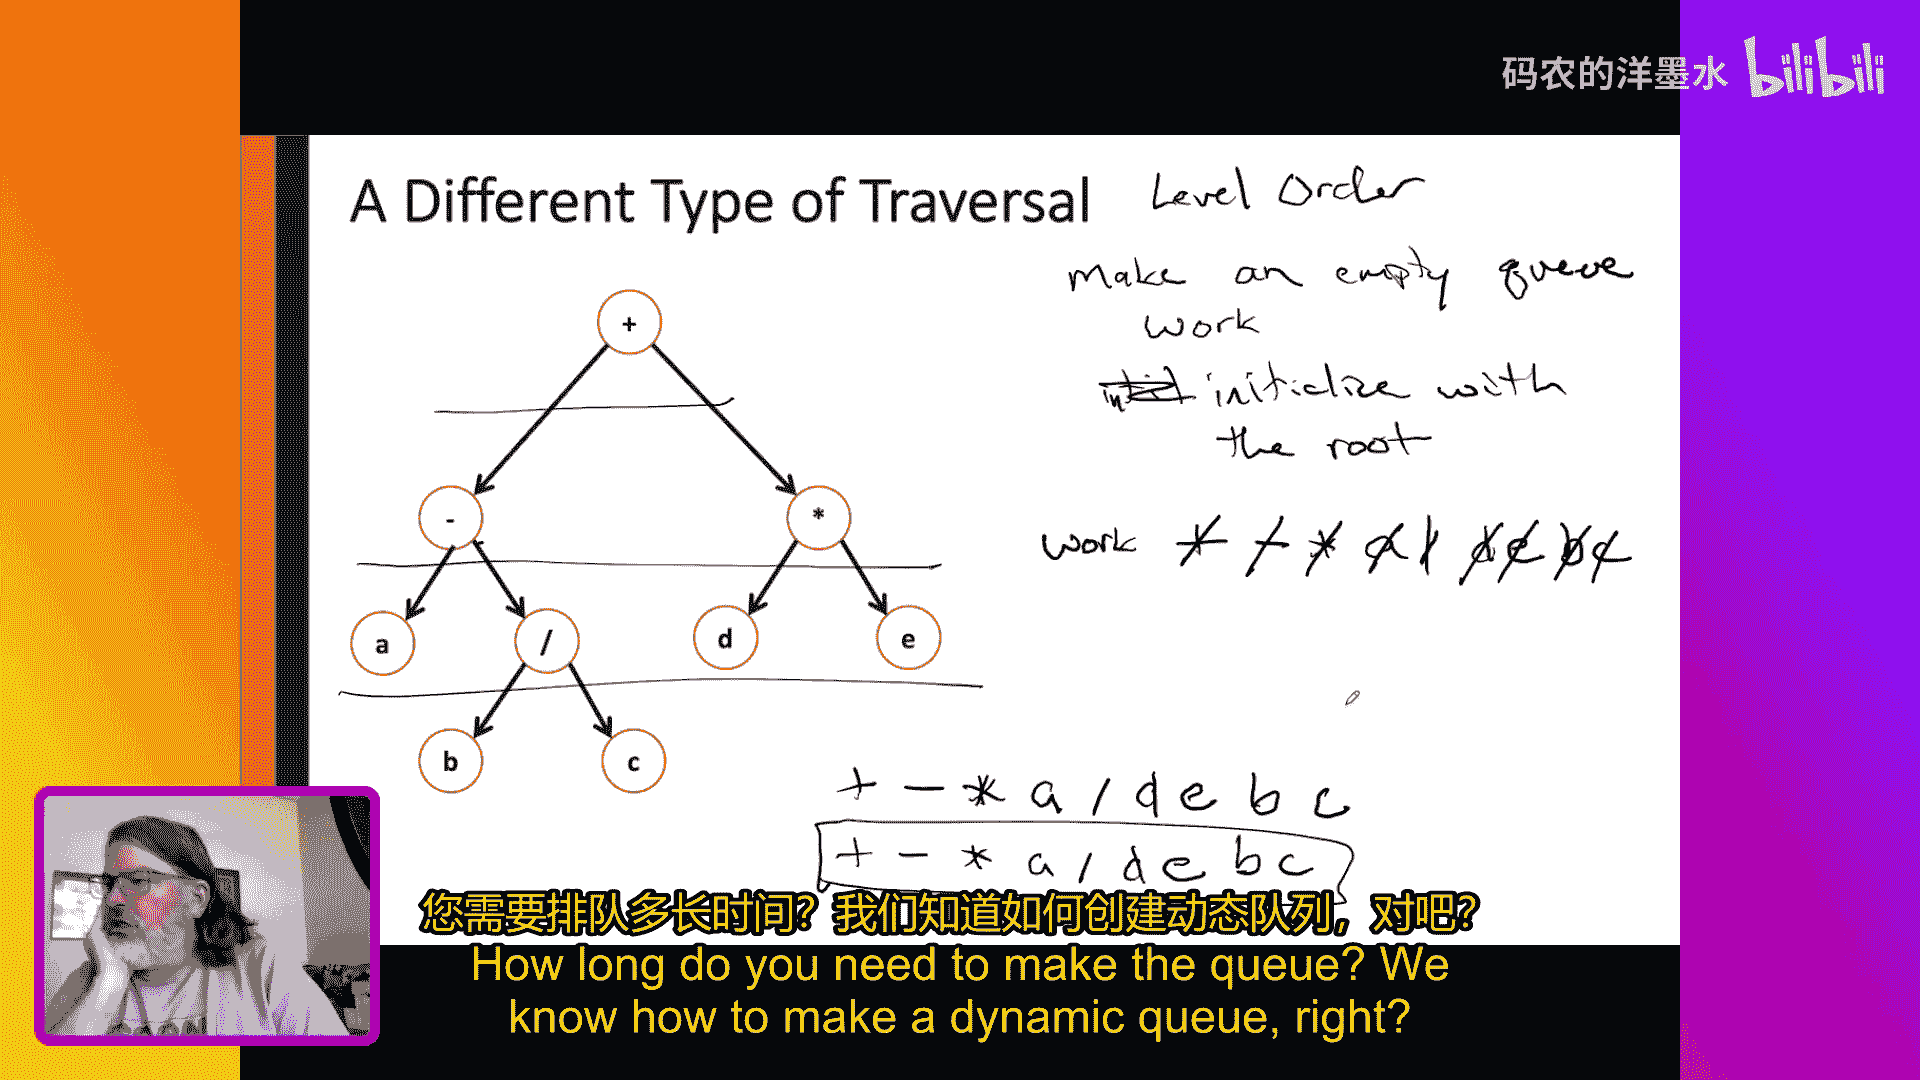 码农的洋墨水 bilibili
A Different Type of Traversal
Level Order
make an empty queue
work
initialize with
the root
+
-
*
a
/
d
e
b
c
work + - * a / d e b c
+ - * a / d e b c
+ - * a / d e b c
您需要排队多长时间？我们知道如何创建动态队列，对吧？
How long do you need to make the queue? We
know how to make a dynamic queue, right?